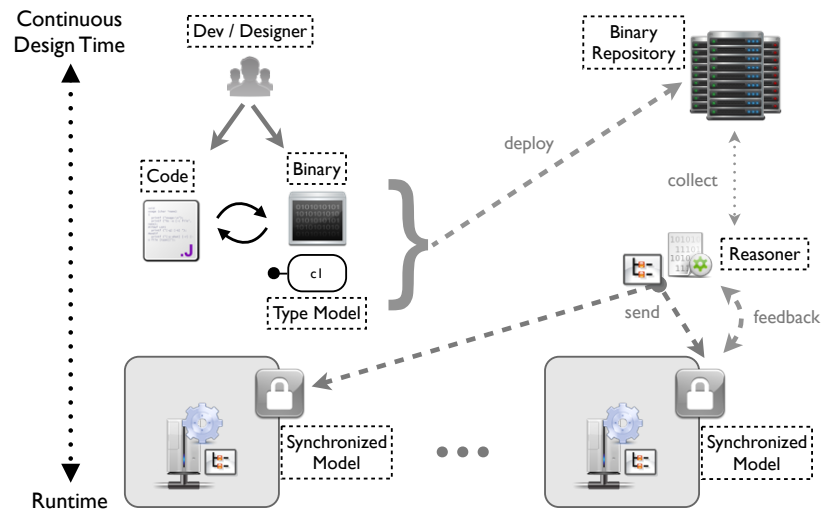 Continuous
Design Time
Dev / Designer
Binary
Repository
deploy
Code
Binary
collect
.J
0101010101
c1
Type Model
Reasoner
send
feedback
Synchronized
Model
Synchronized
Model
Runtime